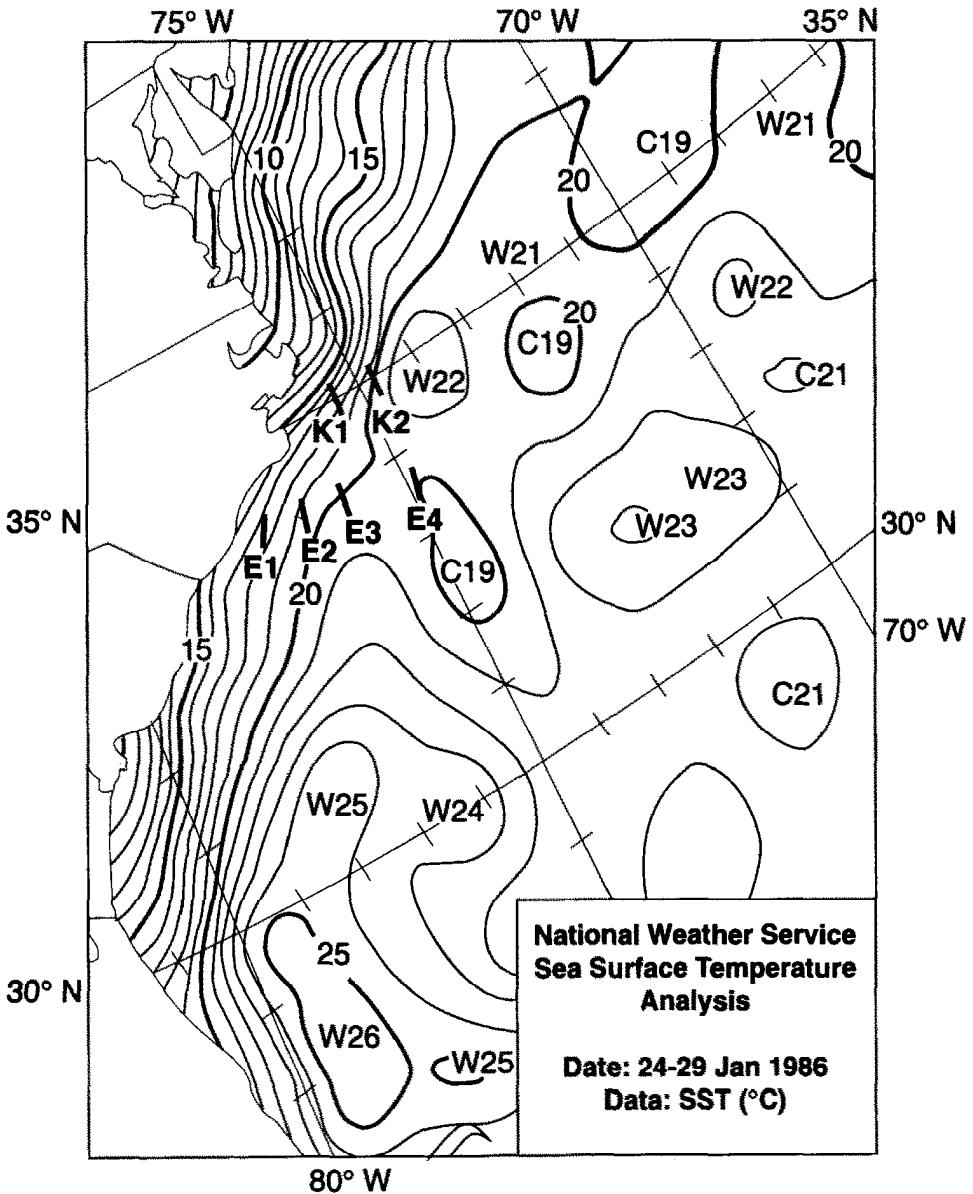 75° W
70° W
35° N
10
15
C19
W21
20
20
W21
W22
20
C19
W22
C21
K1
K2
W23
W23
35° N
E4
30° N
E3
E2
E1
C19
20
70° W
15
C21
W25
W24
25
30° N
W26
W25
National Weather Service
Sea Surface Temperature
Analysis
Date: 24-29 Jan 1986
Data: SST (°C)
80° W